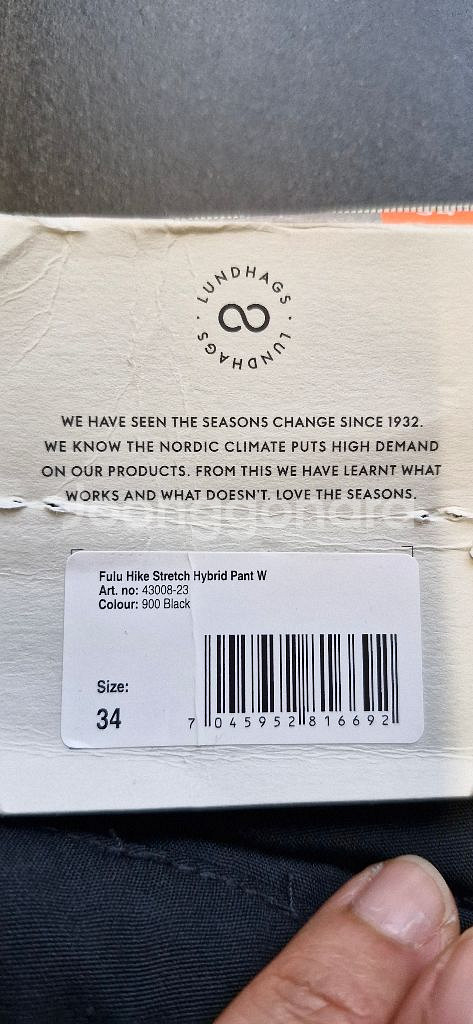 LUNDHAGS · LUNDHAGS ·
WE HAVE SEEN THE SEASONS CHANGE SINCE 1932.
WE KNOW THE NORDIC CLIMATE PUTS HIGH DEMAND
ON OUR PRODUCTS. FROM THIS WE HAVE LEARNT WHAT
WORKS AND WHAT DOESN'T. LOVE THE SEASONS.
Fulu Hike Stretch Hybrid Pant W
Art. no: 43008-23
Colour: 900 Black
Size:
34
7 045952 816692